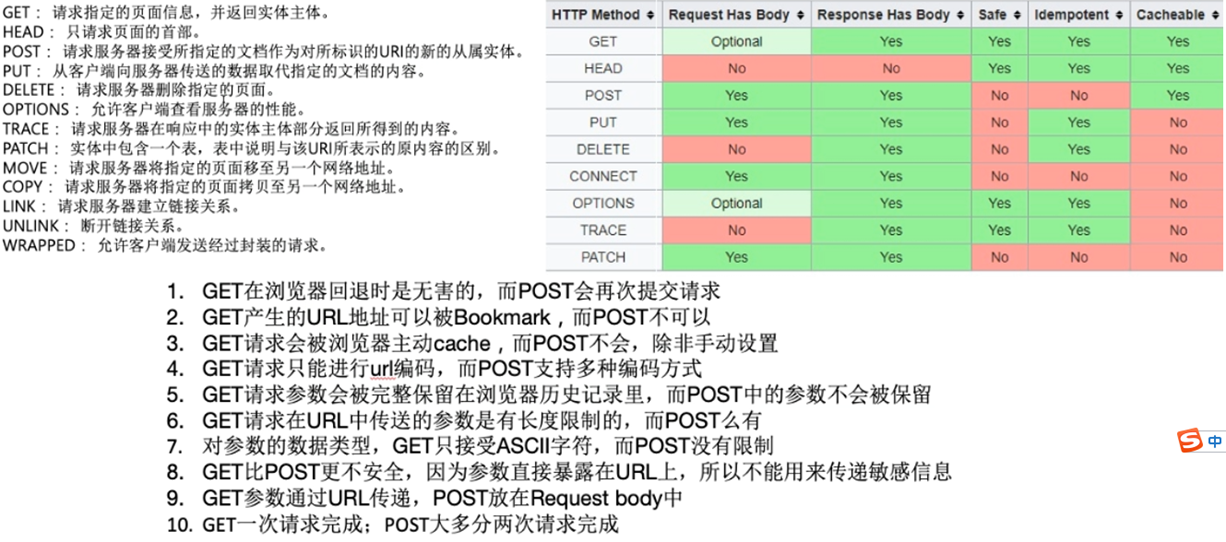 GET： 请求指定的页面信息，并返回实体主体。
HEAD： 只请求页面的首部。
POST： 请求服务器接受所指定的文档作为对所标识的URI的新的从属实体。
PUT： 从客户端向服务器传送的数据取代指定的文档的内容。
DELETE： 请求服务器删除指定的页面。
OPTIONS： 允许客户端查看服务器的性能。
TRACE： 请求服务器在响应中的实体主体部分返回所得到的内容。
PATCH： 实体中包含一个表，表中说明与该URI所表示的原内容的区别。
MOVE： 请求服务器将指定的页面移至另一个网络地址。
COPY： 请求服务器将指定的页面拷贝至另一个网络地址。
LINK： 请求服务器建立链接关系。
UNLINK： 断开链接关系。
WRAPPED： 允许客户端发送经过封装的请求。
HTTP Method Request Has Body Response Has Body Safe Idempotent Cacheable
GET Optional Yes Yes Yes Yes
HEAD No No Yes Yes Yes
POST Yes Yes No No Yes
PUT Yes Yes No Yes No
DELETE No Yes No Yes No
CONNECT Yes Yes No No No
OPTIONS Optional Yes Yes Yes No
TRACE No Yes Yes Yes No
PATCH Yes Yes No No No
1. GET在浏览器回退时是无害的，而POST会再次提交请求
2. GET产生的URL地址可以被Bookmark，而POST不可以
3. GET请求会被浏览器主动cache，而POST不会，除非手动设置
4. GET请求只能进行url编码，而POST支持多种编码方式
5. GET请求参数会被完整保留在浏览器历史记录里，而POST中的参数不会被保留
6. GET请求在URL中传送的参数是有长度限制的，而POST么有
7. 对参数的数据类型，GET只接受ASCII字符，而POST没有限制
8. GET比POST更不安全，因为参数直接暴露在URL上，所以不能用来传递敏感信息
9. GET参数通过URL传递，POST放在Request body中
10. GET一次请求完成；POST大多分两次请求完成
S 中